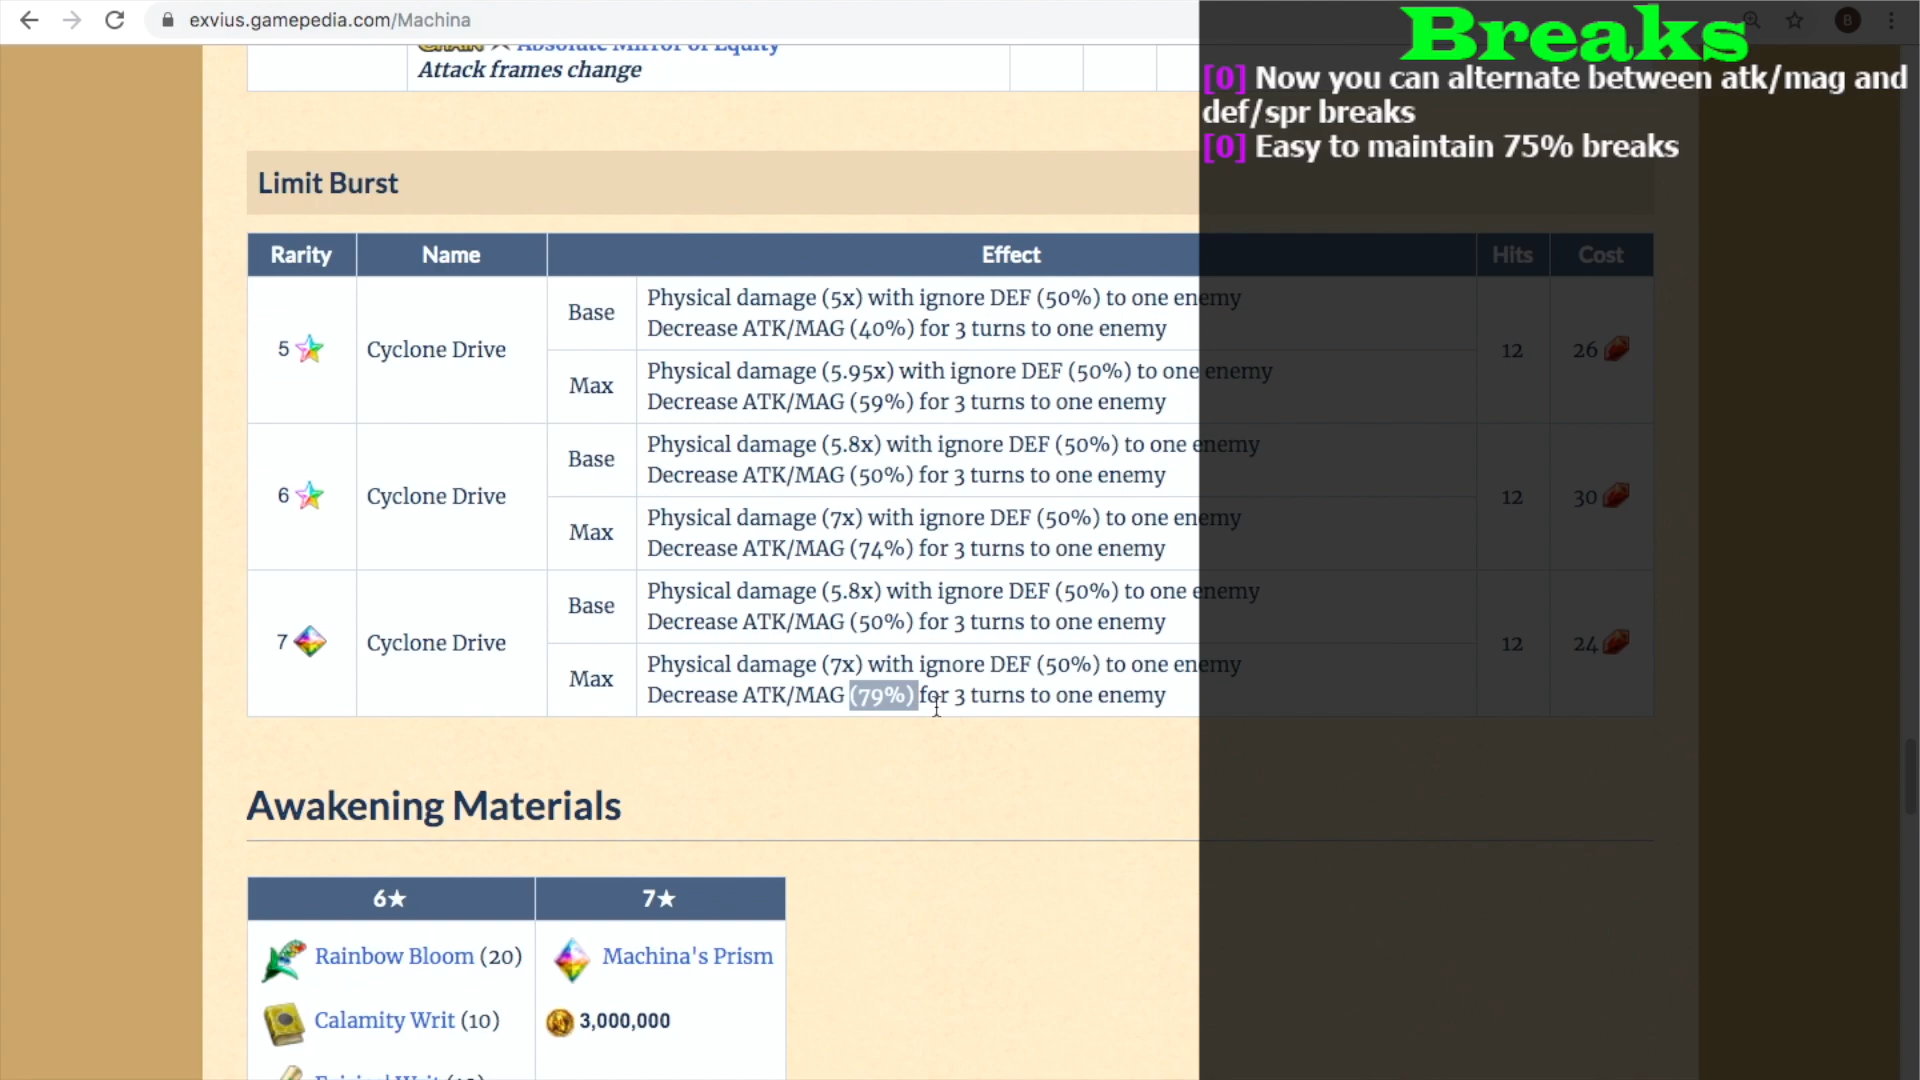 exvius.gamepedia.com/Machina
B
Breaks
[0] Now you can alternate between atk/mag and
def/spr breaks
[0] Easy to maintain 75% breaks
CHAIN Absolute Mirror of Equity
Attack frames change
Limit Burst
Rarity Name Effect Hits Cost
5 Cyclone Drive 12 26
Base
Physical damage (5x) with ignore DEF (50%) to one enemy
Decrease ATK/MAG (40%) for 3 turns to one enemy
Max
Physical damage (5.95x) with ignore DEF (50%) to one enemy
Decrease ATK/MAG (59%) for 3 turns to one enemy
6 Cyclone Drive 12 30
Base
Physical damage (5.8x) with ignore DEF (50%) to one enemy
Decrease ATK/MAG (50%) for 3 turns to one enemy
Max
Physical damage (7x) with ignore DEF (50%) to one enemy
Decrease ATK/MAG (74%) for 3 turns to one enemy
7 Cyclone Drive 12 24
Base
Physical damage (5.8x) with ignore DEF (50%) to one enemy
Decrease ATK/MAG (50%) for 3 turns to one enemy
Max
Physical damage (7x) with ignore DEF (50%) to one enemy
Decrease ATK/MAG (79%) for 3 turns to one enemy
Awakening Materials
6★ 7★
Rainbow Bloom (20) Machina's Prism
Calamity Writ (10) 3,000,000